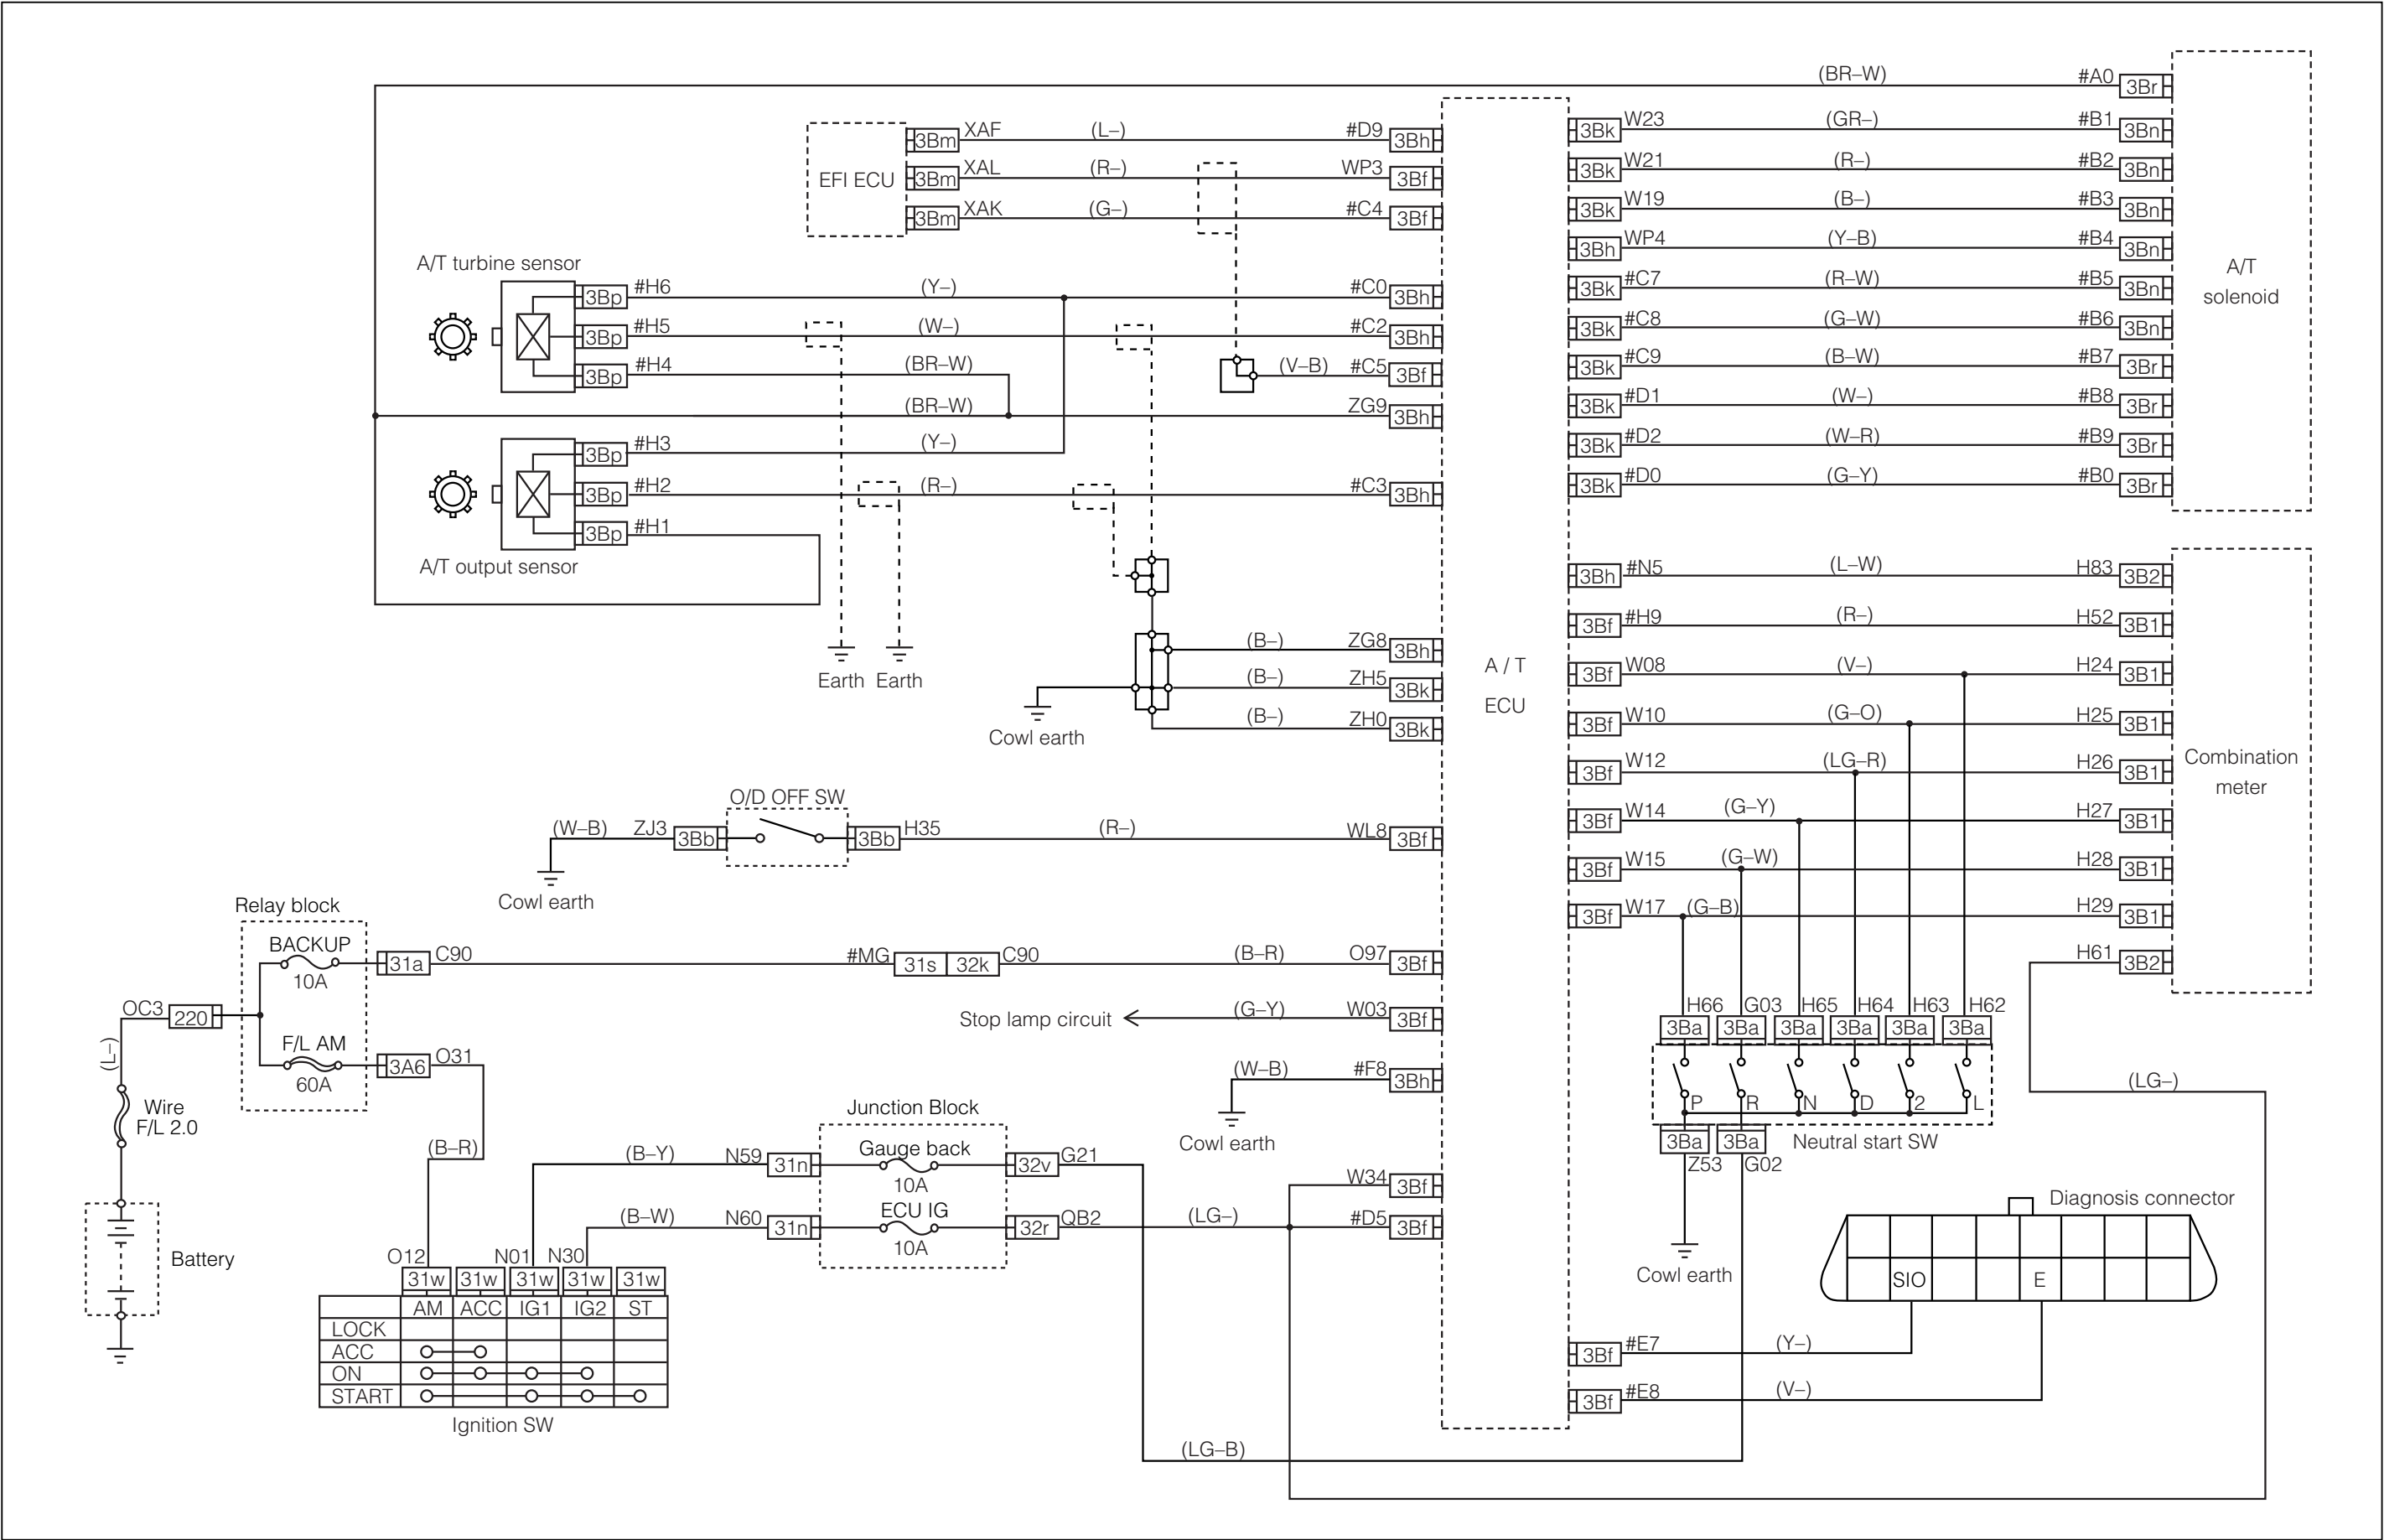 (BR–W) #A0 3Br
3Bm XAF (L–) #D9 3Bh
EFI ECU 3Bm XAL (R–) WP3 3Bf
3Bm XAK (G–) #C4 3Bf
A/T turbine sensor
3Bp #H6 (Y–) #C0 3Bh
3Bp #H5 (W–) #C2 3Bh
3Bp #H4 (BR–W)
(V–B) #C5 3Bf
(BR–W) ZG9 3Bh
3Bp #H3 (Y–)
3Bp #H2 (R–) #C3 3Bh
3Bp #H1
A/T output sensor
Earth Earth
(B–) ZG8 3Bh
(B–) ZH5 3Bk
(B–) ZH0 3Bk
Cowl earth
A / T
ECU
3Bk W23 (GR–) #B1 3Bn
3Bk W21 (R–) #B2 3Bn
3Bk W19 (B–) #B3 3Bn
3Bh WP4 (Y–B) #B4 3Bn
3Bk #C7 (R–W) #B5 3Bn
3Bk #C8 (G–W) #B6 3Bn
3Bk #C9 (B–W) #B7 3Br
3Bk #D1 (W–) #B8 3Br
3Bk #D2 (W–R) #B9 3Br
3Bk #D0 (G–Y) #B0 3Br
A/T
solenoid
3Bh #N5 (L–W) H83 3B2
3Bf #H9 (R–) H52 3B1
3Bf W08 (V–) H24 3B1
3Bf W10 (G–O) H25 3B1
3Bf W12 (LG–R) H26 3B1
3Bf W14 (G–Y) H27 3B1
3Bf W15 (G–W) H28 3B1
3Bf W17 (G–B) H29 3B1
H61 3B2
Combination
meter
O/D OFF SW
(W–B) ZJ3 3Bb 3Bb H35 (R–) WL8 3Bf
Cowl earth
Relay block
BACKUP
10A
31a C90 #MG 31s 32k C90 (B–R) O97 3Bf
OC3 220
F/L AM
60A
3A6 O31
(L–)
Wire
F/L 2.0
Battery
(B–R)
Stop lamp circuit (G–Y) W03 3Bf
(W–B) #F8 3Bh
Cowl earth
Junction Block
(B–Y) N59 31n Gauge back 32v G21
10A
(B–W) N60 31n ECU IG 32r QB2 (LG–)
10A
W34 3Bf
#D5 3Bf
O12 N01 N30
31w 31w 31w 31w 31w
AM ACC IG1 IG2 ST
LOCK
ACC
ON
START
Ignition SW
H66 G03 H65 H64 H63 H62
3Ba 3Ba 3Ba 3Ba 3Ba 3Ba
P R N D 2 L
3Ba 3Ba Neutral start SW
Z53 G02
Cowl earth
(LG–)
Diagnosis connector
SIO E
3Bf #E7 (Y–)
3Bf #E8 (V–)
(LG–B)